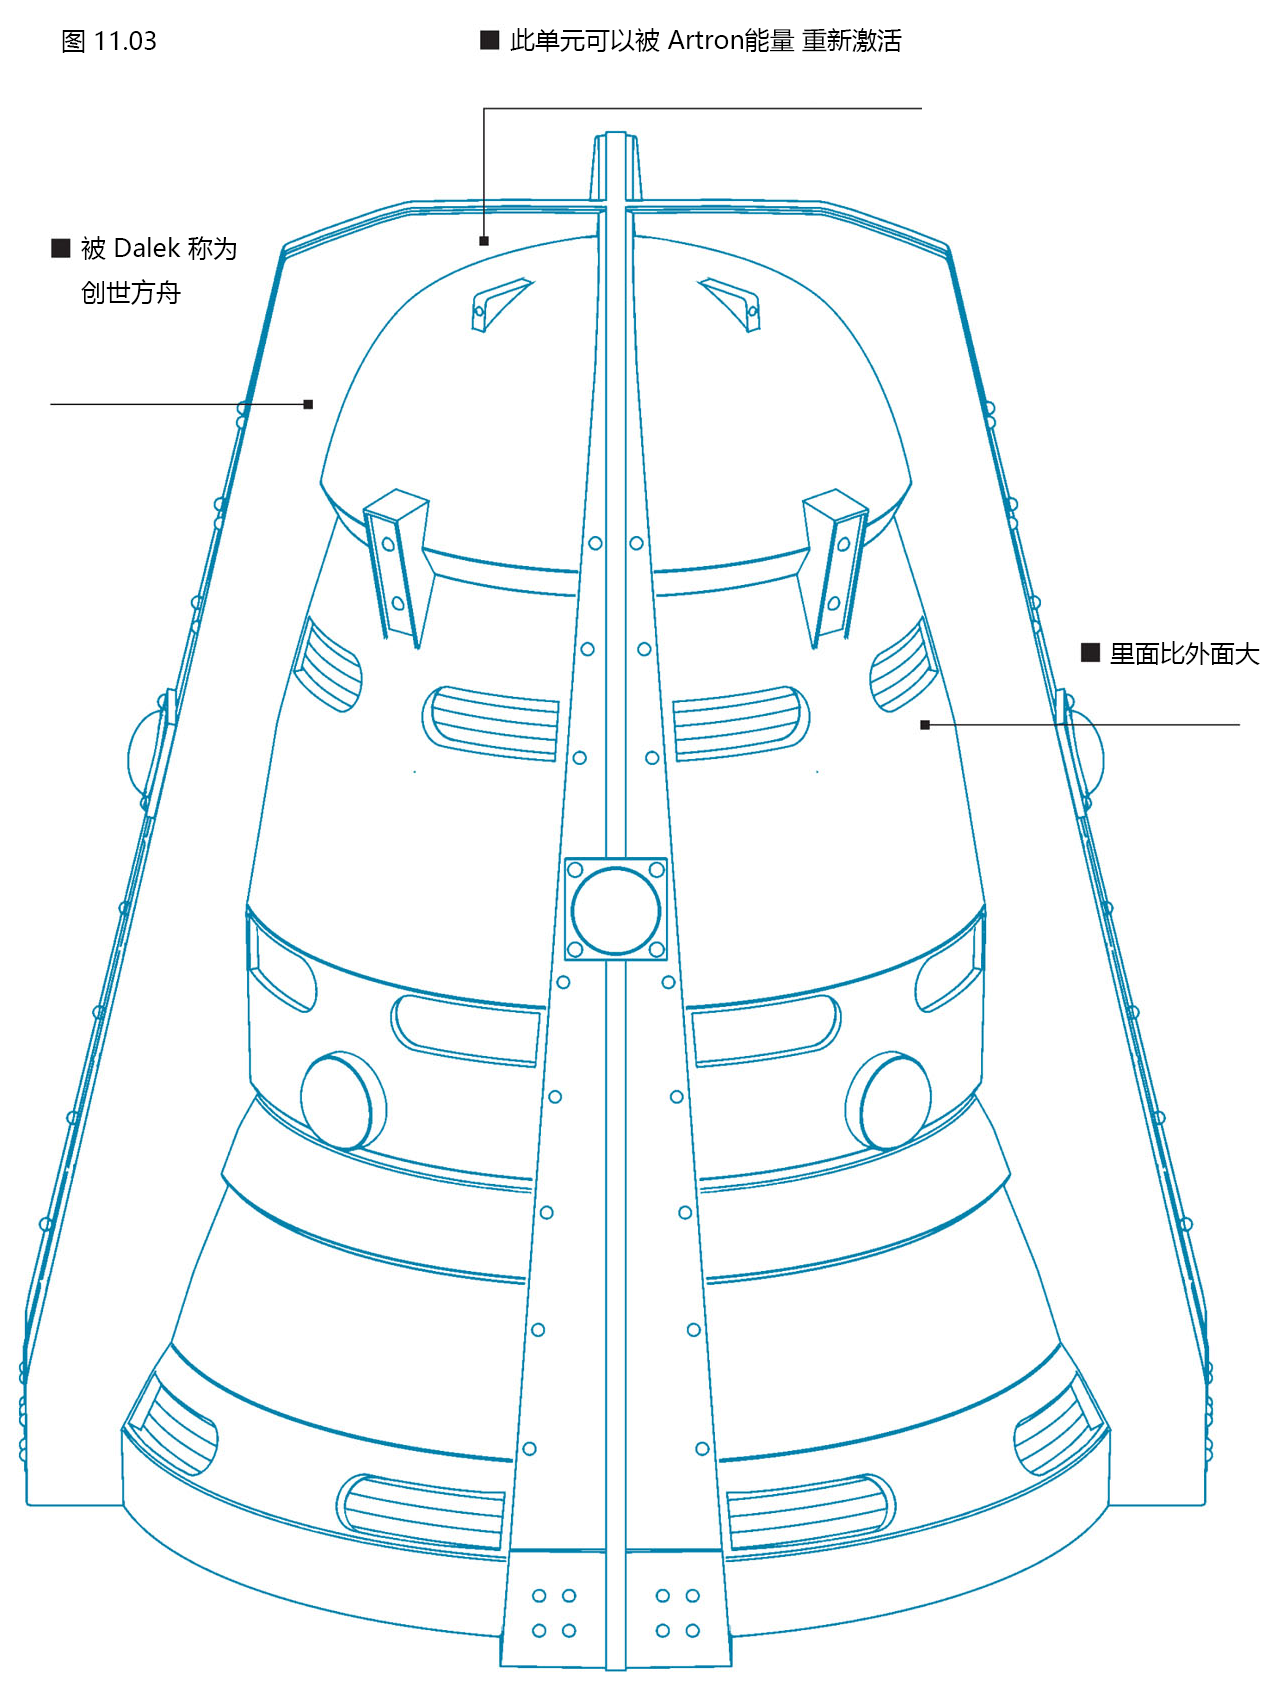 图 11.03
■ 此单元可以被 Artron能量 重新激活
■ 被 Dalek 称为
创世方舟
■ 里面比外面大